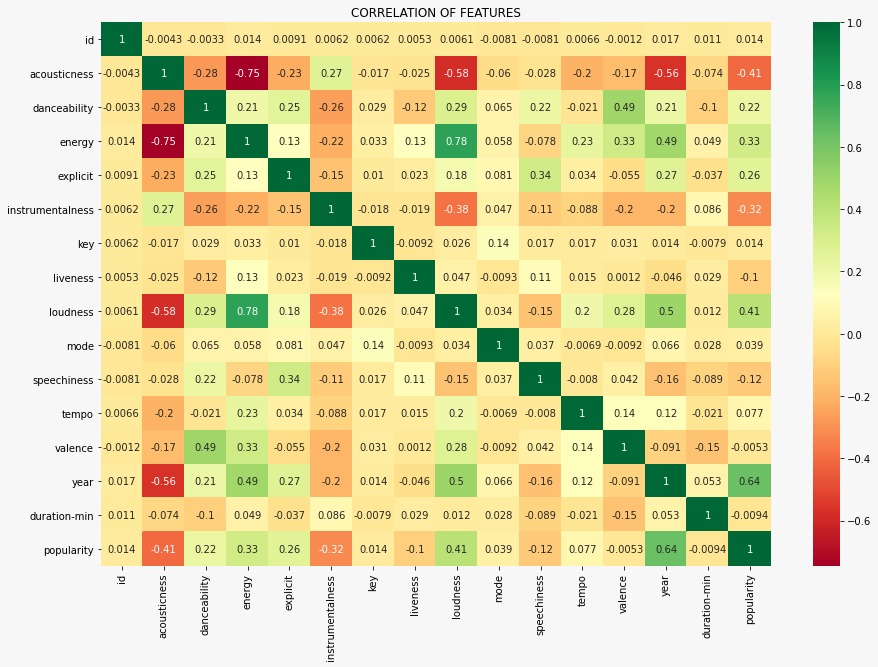 CORRELATION OF FEATURES
id 1 -0.0043 -0.0033 0.014 0.0091 0.0062 0.0062 0.0053 0.0061 -0.0081 -0.0081 0.0066 -0.0012 0.017 0.011 0.014
acousticness -0.0043 1 -0.28 -0.75 -0.23 0.27 -0.017 -0.025 -0.58 -0.06 -0.028 -0.2 -0.17 -0.56 -0.074 -0.41
danceability -0.0033 -0.28 1 0.21 0.25 -0.26 0.029 -0.12 0.29 0.065 0.22 -0.021 0.49 0.21 -0.1 0.22
energy 0.014 -0.75 0.21 1 0.13 -0.22 0.033 0.13 0.78 0.058 -0.078 0.23 0.33 0.49 0.049 0.33
explicit 0.0091 -0.23 0.25 0.13 1 -0.15 0.01 0.023 0.18 0.081 0.34 0.034 -0.055 0.27 -0.037 0.26
instrumentalness 0.0062 0.27 -0.26 -0.22 -0.15 1 -0.018 -0.019 -0.38 0.047 -0.11 -0.088 -0.2 -0.2 0.086 -0.32
key 0.0062 -0.017 0.029 0.033 0.01 -0.018 1 -0.0092 0.026 0.14 0.017 0.017 0.031 0.014 -0.0079 0.014
liveness 0.0053 -0.025 -0.12 0.13 0.023 -0.019 -0.0092 1 0.047 -0.0093 0.11 0.015 0.0012 -0.046 0.029 -0.1
loudness 0.0061 -0.58 0.29 0.78 0.18 -0.38 0.026 0.047 1 0.034 -0.15 0.2 0.28 0.5 0.012 0.41
mode -0.0081 -0.06 0.065 0.058 0.081 0.047 0.14 -0.0093 0.034 1 0.037 -0.0069 -0.0092 0.066 0.028 0.039
speechiness -0.0081 -0.028 0.22 -0.078 0.34 -0.11 0.017 0.11 -0.15 0.037 1 -0.008 0.042 -0.16 -0.089 -0.12
tempo 0.0066 -0.2 -0.021 0.23 0.034 -0.088 0.017 0.015 0.2 -0.0069 -0.008 1 0.14 0.12 -0.021 0.077
valence -0.0012 -0.17 0.49 0.33 -0.055 -0.2 0.031 0.0012 0.28 -0.0092 0.042 0.14 1 -0.091 -0.15 -0.0053
year 0.017 -0.56 0.21 0.49 0.27 -0.2 0.014 -0.046 0.5 0.066 -0.16 0.12 -0.091 1 0.053 0.64
duration-min 0.011 -0.074 -0.1 0.049 -0.037 0.086 -0.0079 0.029 0.012 0.028 -0.089 -0.021 -0.15 0.053 1 -0.0094
popularity 0.014 -0.41 0.22 0.33 0.26 -0.32 0.014 -0.1 0.41 0.039 -0.12 0.077 -0.0053 0.64 -0.0094 1
id acousticness danceability energy explicit instrumentalness key liveness loudness mode speechiness tempo valence year duration-min popularity
1.0
0.8
0.6
0.4
0.2
0.0
−0.2
−0.4
−0.6